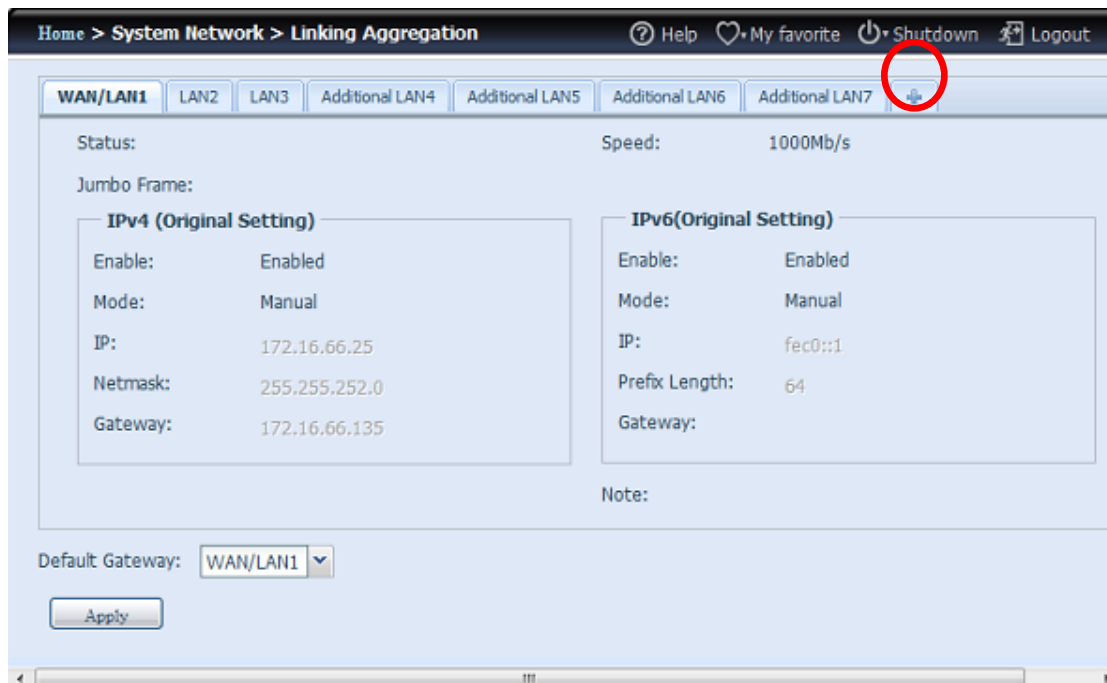 Home > System Network > Linking Aggregation Help My favorite Shutdown Logout
WAN/LAN1 LAN2 LAN3 Additional LAN4 Additional LAN5 Additional LAN6 Additional LAN7
Status: Speed: 1000Mb/s
Jumbo Frame:
IPv4 (Original Setting)
Enable: Enabled
Mode: Manual
IP: 172.16.66.25
Netmask: 255.255.252.0
Gateway: 172.16.66.135
IPv6(Original Setting)
Enable: Enabled
Mode: Manual
IP: fec0::1
Prefix Length: 64
Gateway:
Note:
Default Gateway: WAN/LAN1
Apply